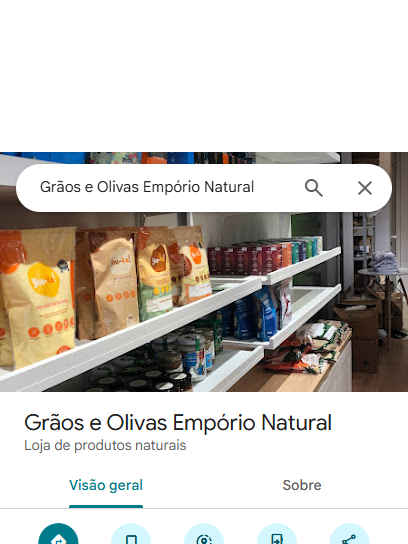 Grãos e Olivas Empório Natural
Grãos e Olivas Empório Natural
Loja de produtos naturais
Visão geral
Sobre